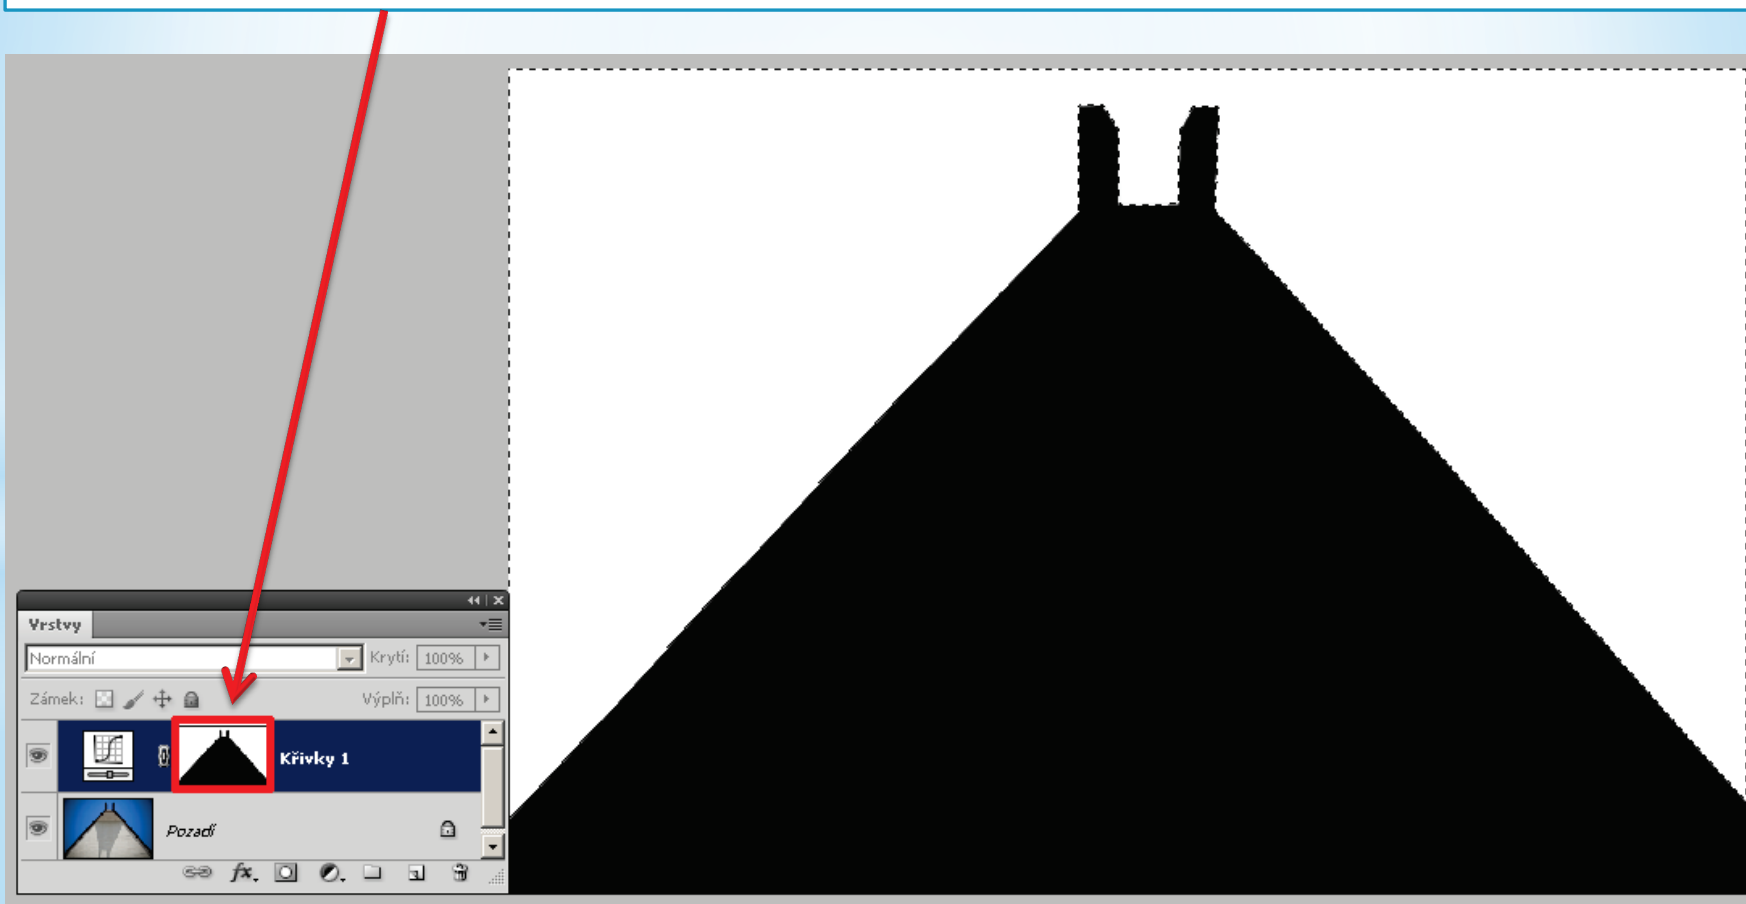 Vrstvy
Normální Krytí: 100%
Zámek: Výplň: 100%
Křivky 1
Pozadí
fx.